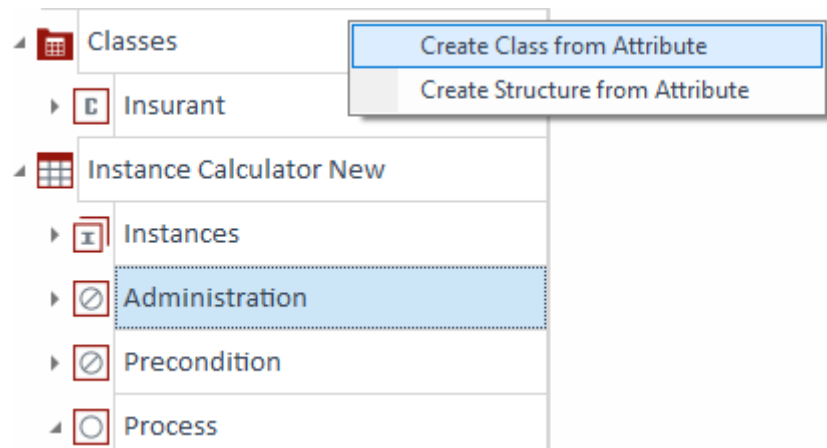 Classes
Create Class from Attribute
Create Structure from Attribute
C
Insurant
Instance Calculator New
I
Instances
Administration
Precondition
Process